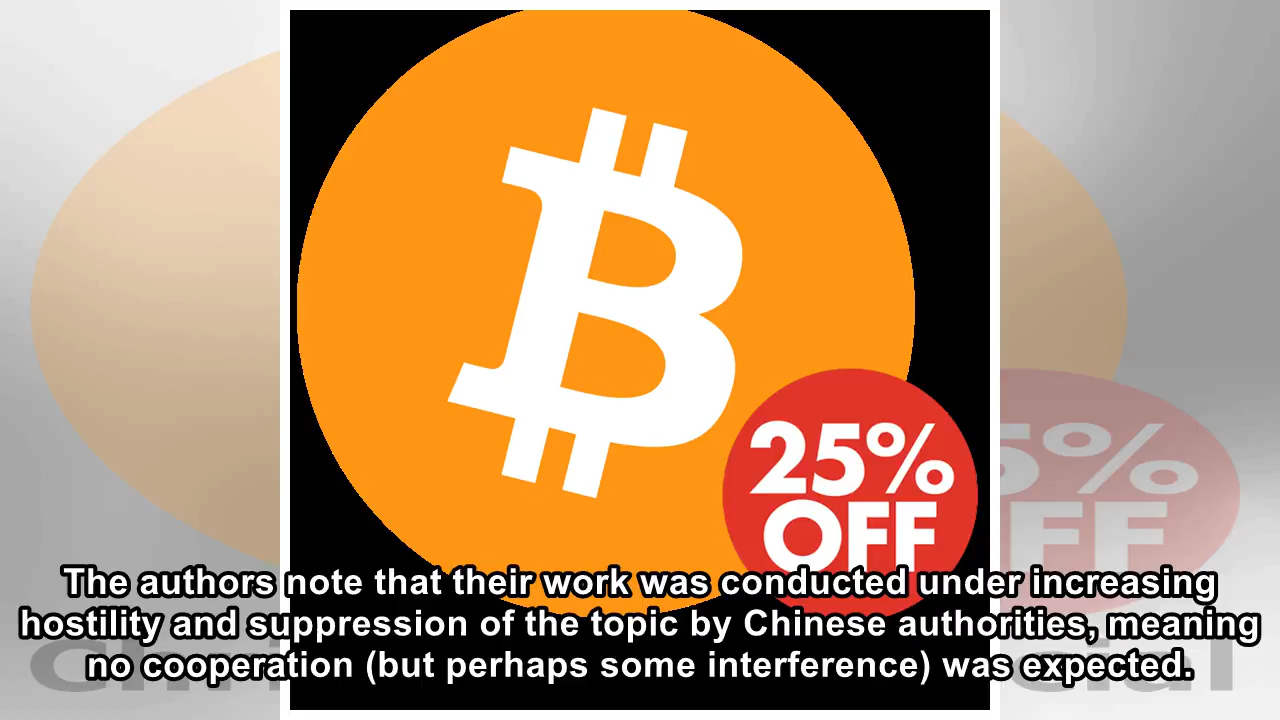 25%
OFF
The authors note that their work was conducted under increasing
hostility and suppression of the topic by Chinese authorities, meaning
no cooperation (but perhaps some interference) was expected.